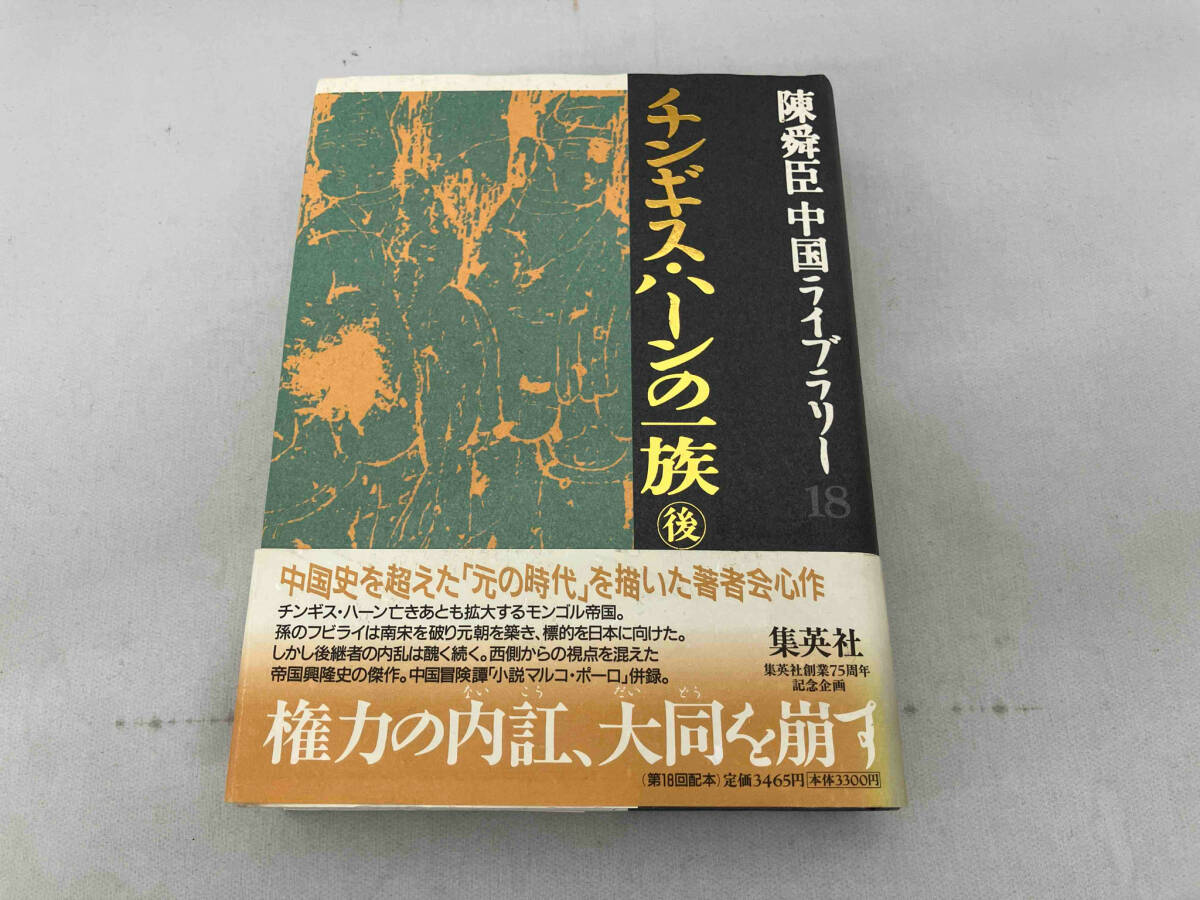 陳舜臣 中国ライブラリー 18
チンギス・ハーンの一族 後
中国史を超えた「元の時代」を描いた著者会心作
チンギス・ハーン亡きあとも拡大するモンゴル帝国。
孫のフビライは南宋を破り元朝を築き、標的を日本に向けた。
しかし後継者の内乱は醜く続く。西側からの視点を混えた
帝国興隆史の傑作。中国冒険譚「小説マルコ・ポーロ」併録。
集英社
集英社創業75周年
記念企画
ないこう だいどう
権力の内訌、大同を崩す
(第18回配本)定価3465円 本体3300円